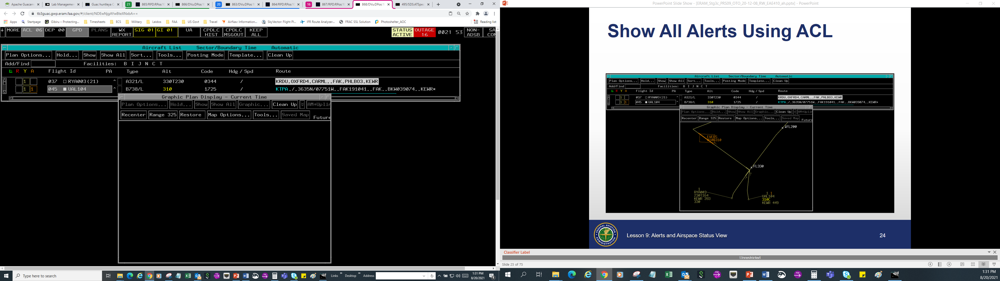 Apache Guacam
Lab Managemen
Guac huntleya C
21
865/RPD:RPos:1(
866/DVu:DPos:1(
20
863/DVu:DPos:1(
864/RPD:RPos:1(
16
867/RPD:RPos:1(
868/DVu:DPos:1(
495/SDS:ATSpec
tb3guac.gwp.eram.faa.gov/#/client/NDEwNjgAYwBteXNxbA==
Apps
Startpage
Gibiru – Protecting...
Timesheets
ECS
Military
Leidos
FAA
US Govt
Travel
AirNav: Information...
SkyVector: Flight Pl...
IFR Route Analyzer...
FRAC SSL Solution
Photoshelter_AOC
Reading list
MORE ACL 06 DEP 00 GPD PLANS WX REPORT SIG 01 GI 01 UA CPDLC HIST CPDLC MSGOUT KEEP ALL
STATUS ACTIVE OUTAGE 16 0021 53 NON-ADSB SA CON
Aircraft List Sector/Boundary Time Automatic
Plan Options... Hold... Show Show All Sort... Tools... Posting Mode Template... Clean Up
Add/Find Facilities: B I J N C T
R Y A Flight Id PA Type Alt Code Hdg / Spd Route
1 037 RYA003(21) ^ A321/L 330T230 0344 / KRDU.OXFRD4.CARML..FAK.PHLBO3.KEWR
1 1 045 UAL104 ^ B738/L 310 1725 / KTPA./.3635N/07751W..FAK191041..FAK..BKW039074..KEWR*
Graphic Plan Display – Current Time
Plan Options... Hold... Show Show All Graphic... Clean Up AM+Uplin
Recenter Range 325 Restore Map Options... Tools... Saved Map Future
Type here to search
Links
Desktop
Address
1:31 PM
8/20/2021
4
PowerPoint Slide Show - [ERAM_Stg3c_PRS09_OTO_20-12-08_RW_EAE410_ah.pptx] - PowerPoint
Show All Alerts Using ACL
Aircraft List Sector/Boundary Time Automatic
Plan Options... Hold... Show Show All Sort... Tools... Posting Mode Template... Clean Up
Add/Find Facilities: B I J N C T
R Y A Flight Id PA Type Alt Code Hdg / Spd Route
1 037 RYA003(21) ^ A321/L 330T230 0344 / KRDU.OXFRD4.CARML..FAK.PHLBO3.KEWR
1 1 045 UAL104 ^ B738/L 310 1725 / KTPA./.3635N/07751W..FAK191041..FAK..BKW039074..KEWR*
Graphic Plan Display – Current Time
Plan Options... Hold... Show Show All Graphic... Clean Up AM+Uplin
Recenter Range 325 Restore Map Options... Tools... Saved Map Future
↓FL200
EVERS
010B310
FL330
1
RYA003
230T164
KEWR 393
330
1 1
UAL104
310C
KEWR 449
FEDERAL AVIATION ADMINISTRATION
Lesson 9: Alerts and Airspace Status View
24
Classifier Label
Unrestricted
Slide 25 of 75
1:31 PM
8/20/2021